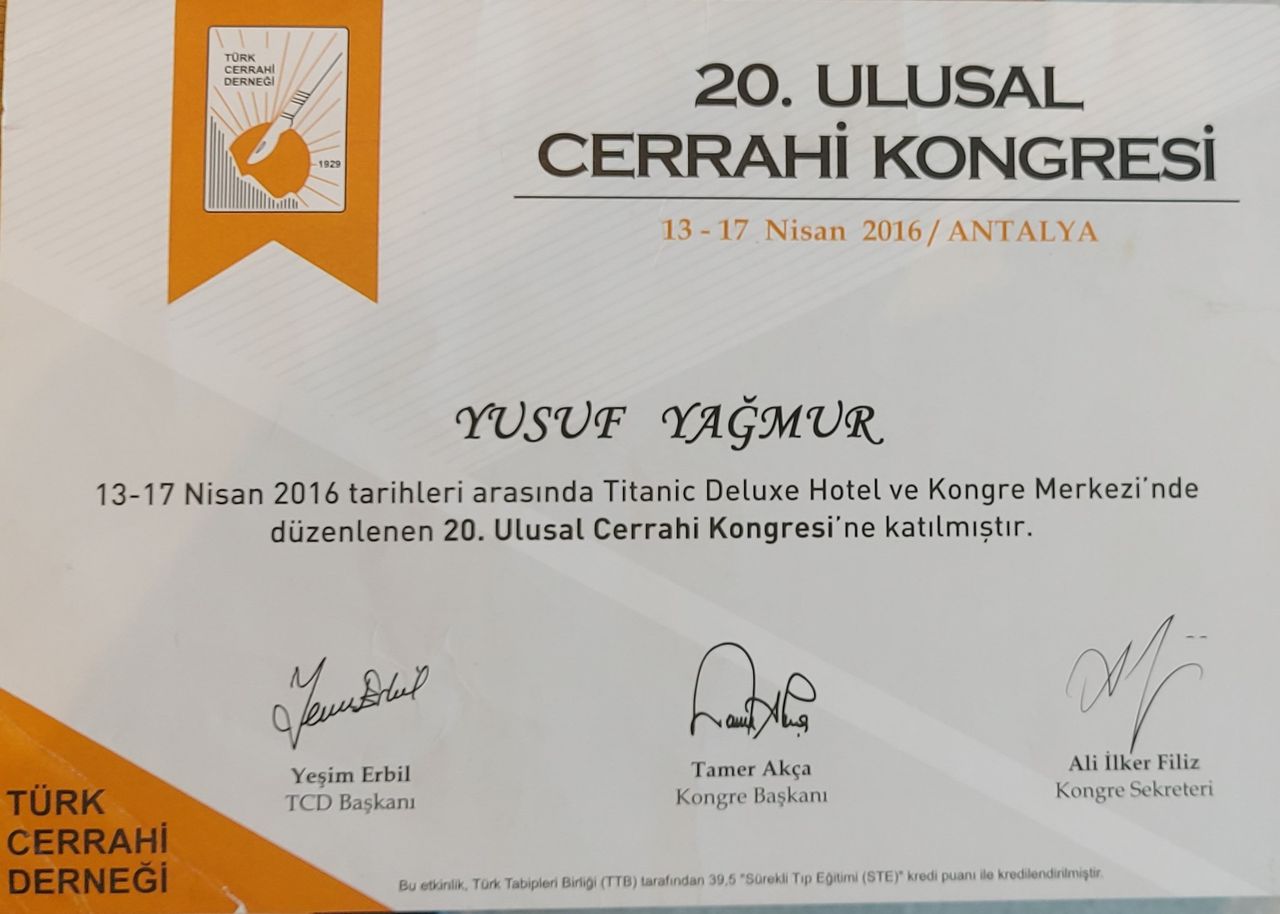 TÜRK
CERRAHİ
DERNEĞİ
1929
20. ULUSAL
CERRAHİ KONGRESİ
13 - 17 Nisan 2016 / ANTALYA
YUSUF YAĞMUR
13-17 Nisan 2016 tarihleri arasında Titanic Deluxe Hotel ve Kongre Merkezi'nde
düzenlenen 20. Ulusal Cerrahi Kongresi'ne katılmıştır.
Yeşim Erbil
TCD Başkanı
Tamer Akça
Kongre Başkanı
Ali İlker Filiz
Kongre Sekreteri
TÜRK
CERRAHİ
DERNEĞİ
Bu etkinlik, Türk Tabipleri Birliği (TTB) tarafından 39,5 "Sürekli Tıp Eğitimi (STE)" kredi puanı ile kredilendirilmiştir.